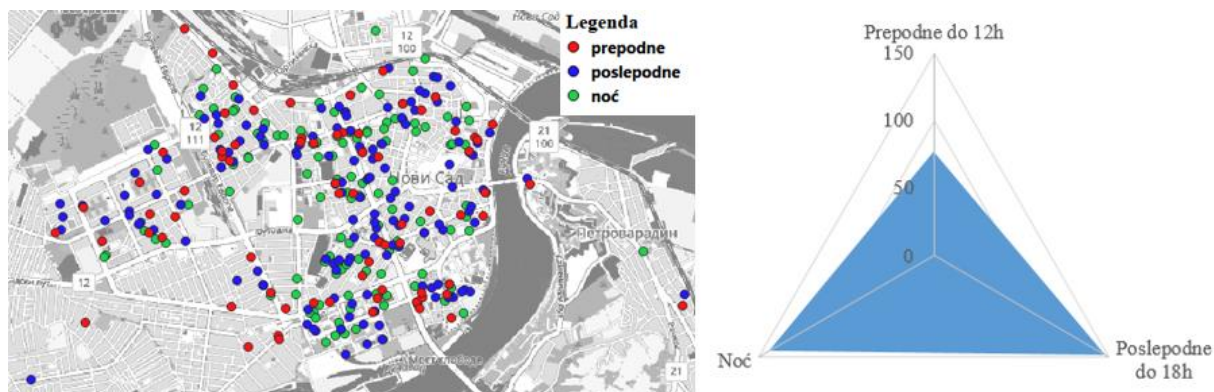 Legenda
prepodne
poslepodne
noć
12
100
12
111
21
100
Нови Сад
Петроварадин
12
21
Prepodne do 12h
150
100
50
0
Noć
Poslepodne
do 18h